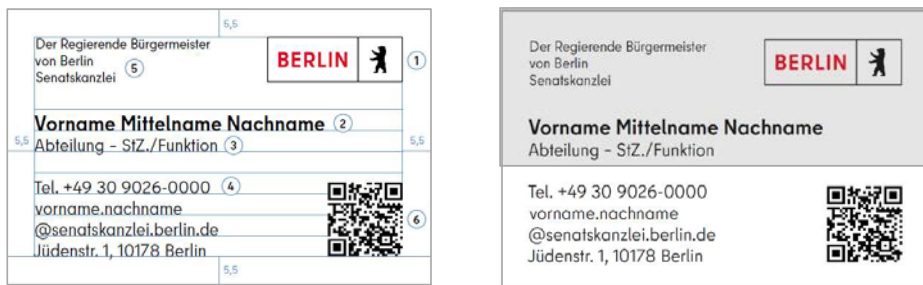 5,5
Der Regierende Bürgermeister
von Berlin
Senatskanzlei
5
BERLIN
1
Vorname Mittelname Nachname 2
5,5
Abteilung – StZ./Funktion 3
5,5
Tel. +49 30 9026-0000 4
vorname.nachname
@senatskanzlei.berlin.de
Jüdenstr. 1, 10178 Berlin
6
5,5
Der Regierende Bürgermeister
von Berlin
Senatskanzlei
BERLIN
Vorname Mittelname Nachname
Abteilung – StZ./Funktion
Tel. +49 30 9026-0000
vorname.nachname
@senatskanzlei.berlin.de
Jüdenstr. 1, 10178 Berlin